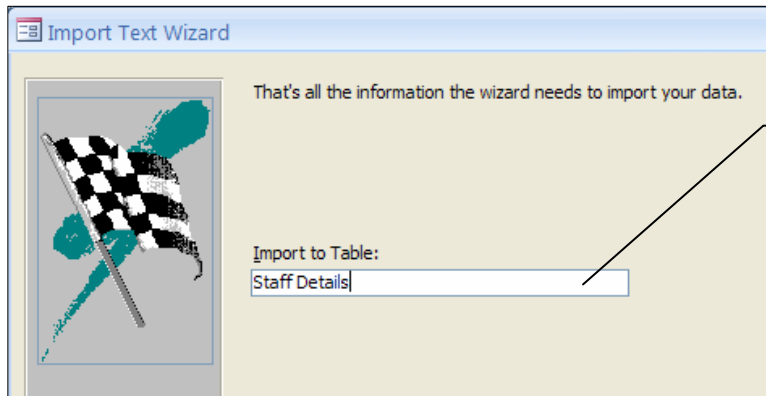 Import Text Wizard
That's all the information the wizard needs to import your data.
Import to Table:
Staff Details